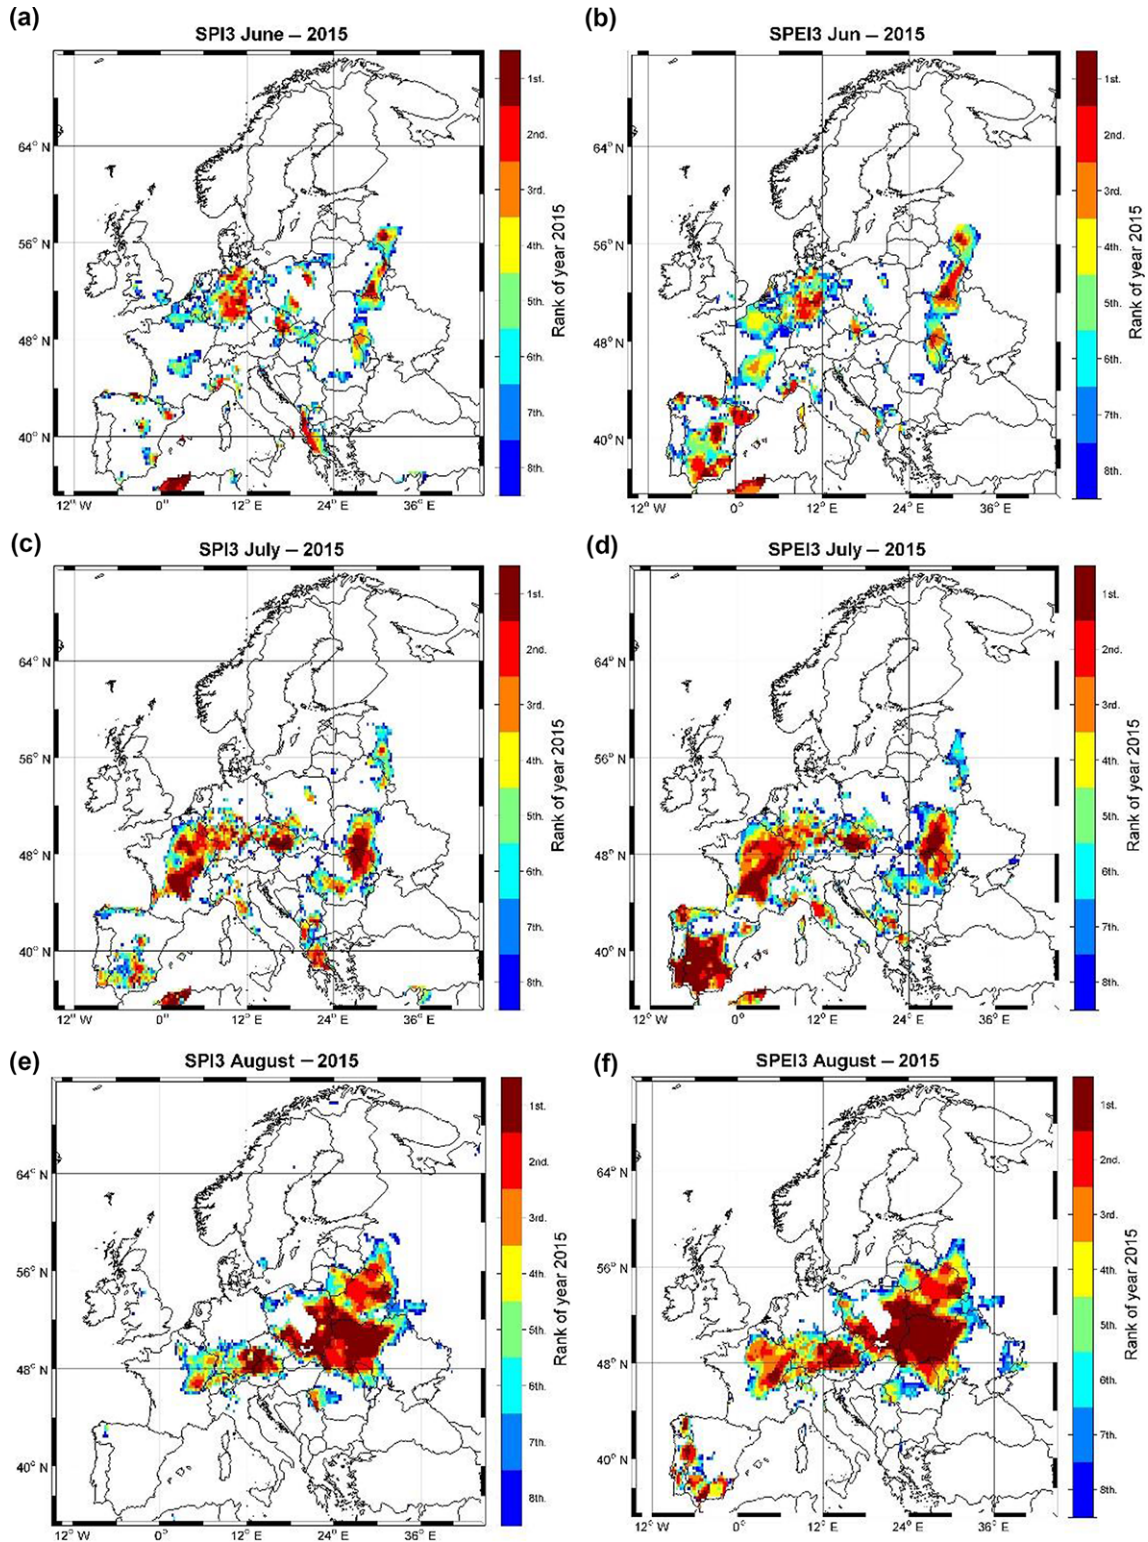 (a)
SPI3 June – 2015
64° N
56° N
48° N
40° N
12° W
0°
12° E
24° E
36° E
1st.
2nd.
3rd.
4th.
5th.
6th.
7th.
8th.
Rank of year 2015
(b)
SPEI3 Jun – 2015
64° N
56° N
48° N
40° N
12° W
0°
12° E
24° E
36° E
1st.
2nd.
3rd.
4th.
5th.
6th.
7th.
8th.
Rank of year 2015
(c)
SPI3 July – 2015
64° N
56° N
48° N
40° N
12° W
0°
12° E
24° E
36° E
1st.
2nd.
3rd.
4th.
5th.
6th.
7th.
8th.
Rank of year 2015
(d)
SPEI3 July – 2015
64° N
56° N
48° N
40° N
12° W
0°
12° E
24° E
36° E
1st.
2nd.
3rd.
4th.
5th.
6th.
7th.
8th.
Rank of year 2015
(e)
SPI3 August – 2015
64° N
56° N
48° N
40° N
12° W
0°
12° E
24° E
36° E
1st.
2nd.
3rd.
4th.
5th.
6th.
7th.
8th.
Rank of year 2015
(f)
SPEI3 August – 2015
64° N
56° N
48° N
40° N
12° W
0°
12° E
24° E
36° E
1st.
2nd.
3rd.
4th.
5th.
6th.
7th.
8th.
Rank of year 2015